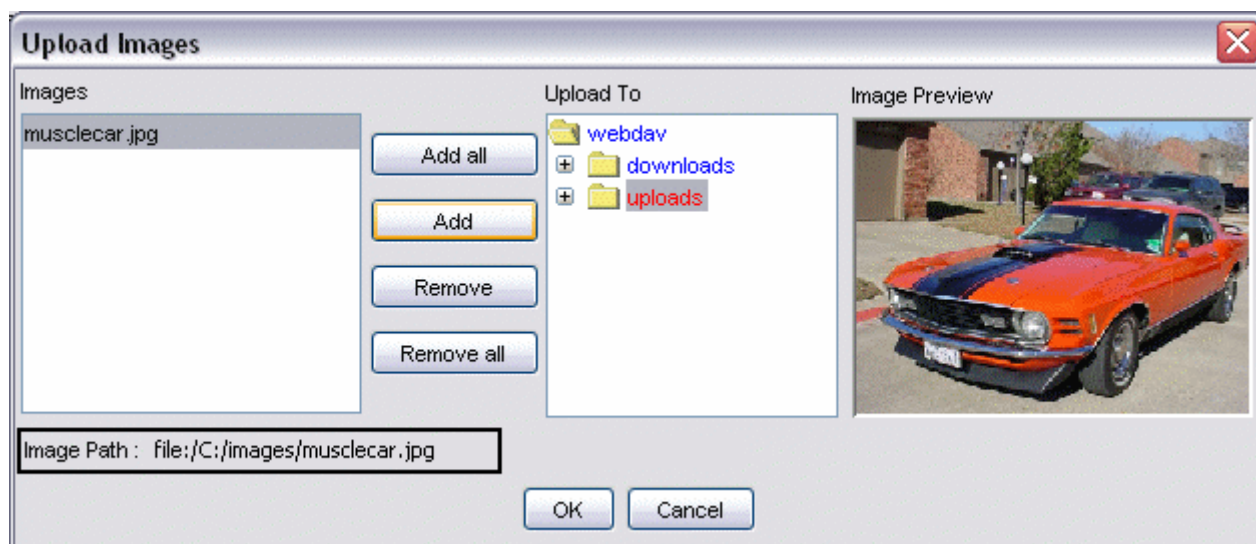 Upload Images
Images
Upload To
Image Preview
musclecar.jpg
Add all
Add
Remove
Remove all
webdav
downloads
uploads
Image Path : file:/C:/images/musclecar.jpg
OK
Cancel